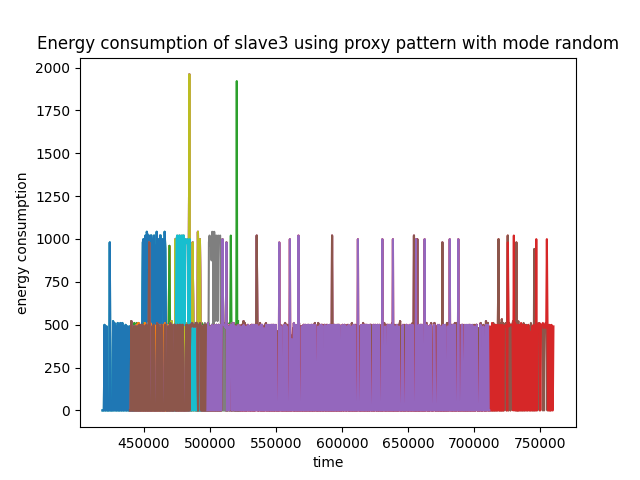 Energy consumption of slave3 using proxy pattern with mode random
2000
1750
1500
1250
1000
750
500
250
0
energy consumption
450000 500000 550000 600000 650000 700000 750000
time